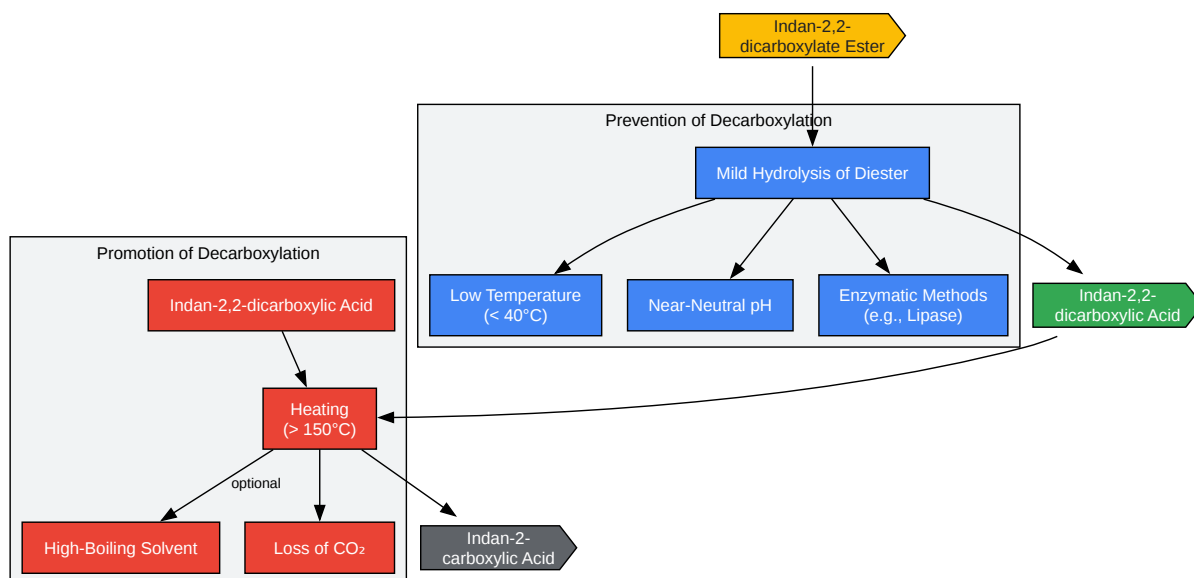 Indan-2,2-
dicarboxylate Ester
Prevention of Decarboxylation
Mild Hydrolysis of Diester
Promotion of Decarboxylation
Indan-2,2-dicarboxylic Acid
Low Temperature
(< 40°C)
Near-Neutral pH
Enzymatic Methods
(e.g., Lipase)
Indan-2,2-
dicarboxylic Acid
Heating
(> 150°C)
optional
High-Boiling Solvent
Loss of CO₂
Indan-2-
carboxylic Acid